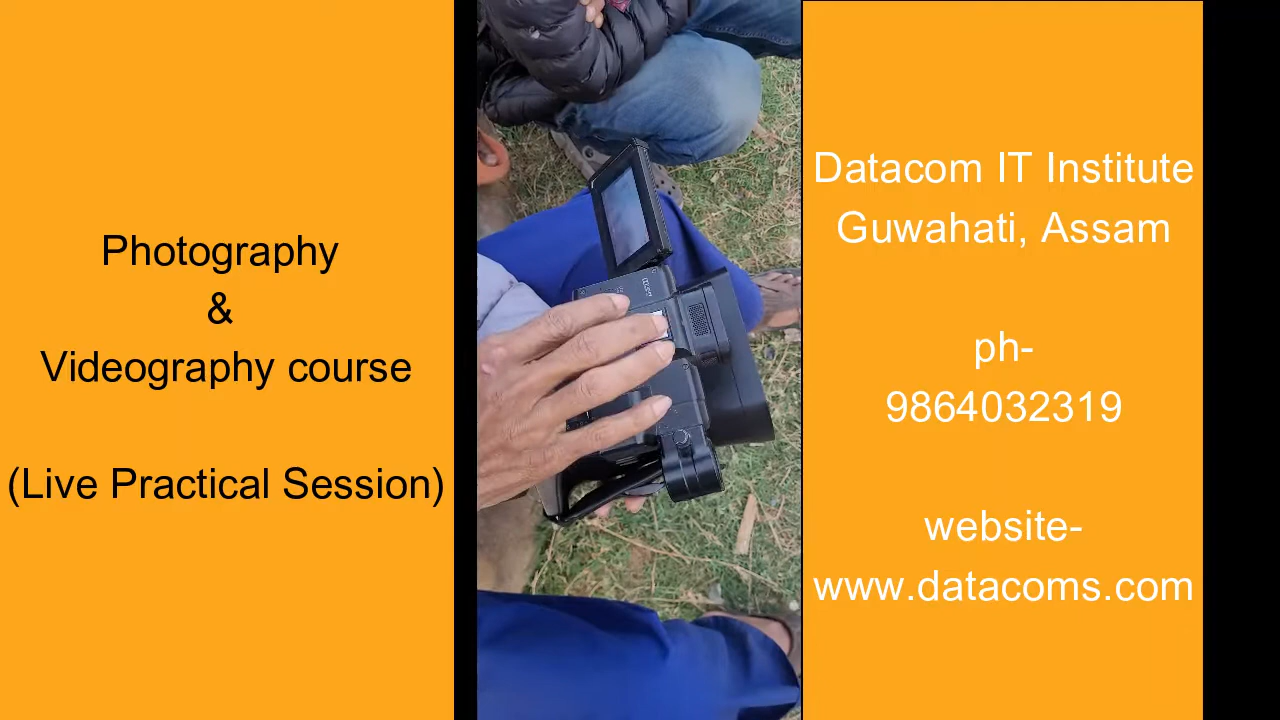 Photography
&
Videography course
(Live Practical Session)
Datacom IT Institute
Guwahati, Assam
ph-
9864032319
website-
www.datacoms.com